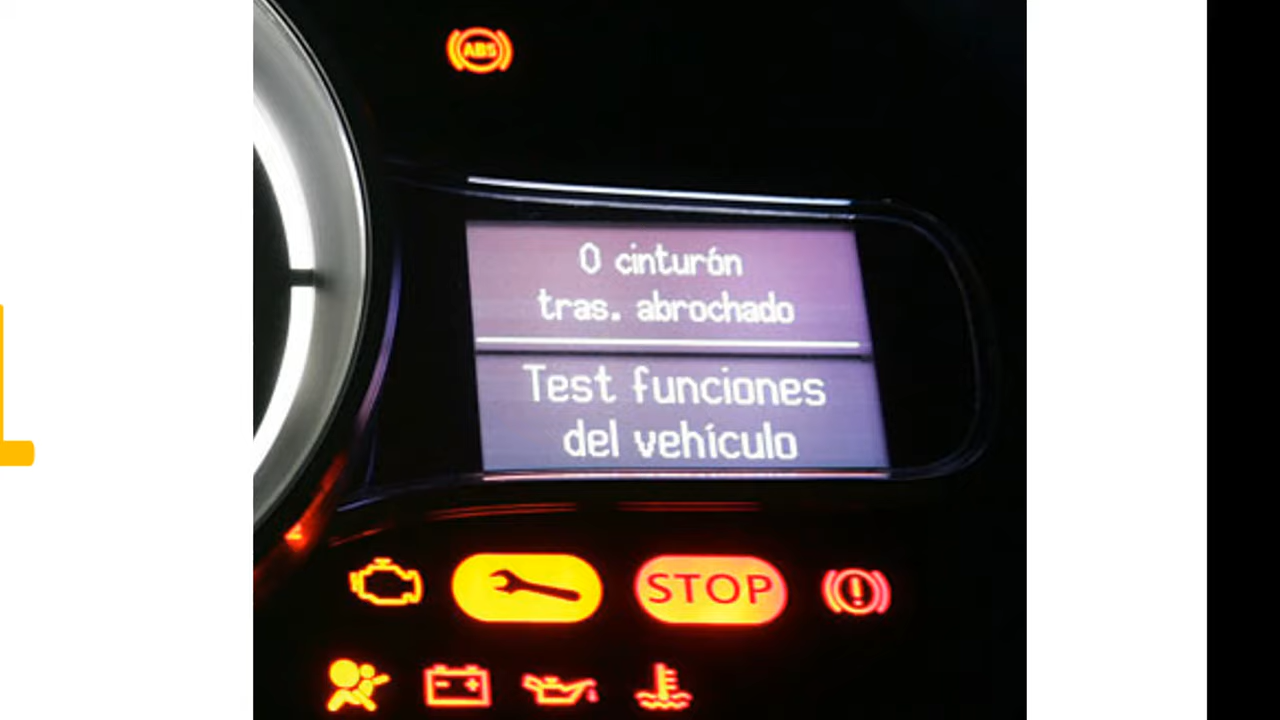 ABS
0 cinturón
tras. abrochado
Test funciones
del vehículo
STOP